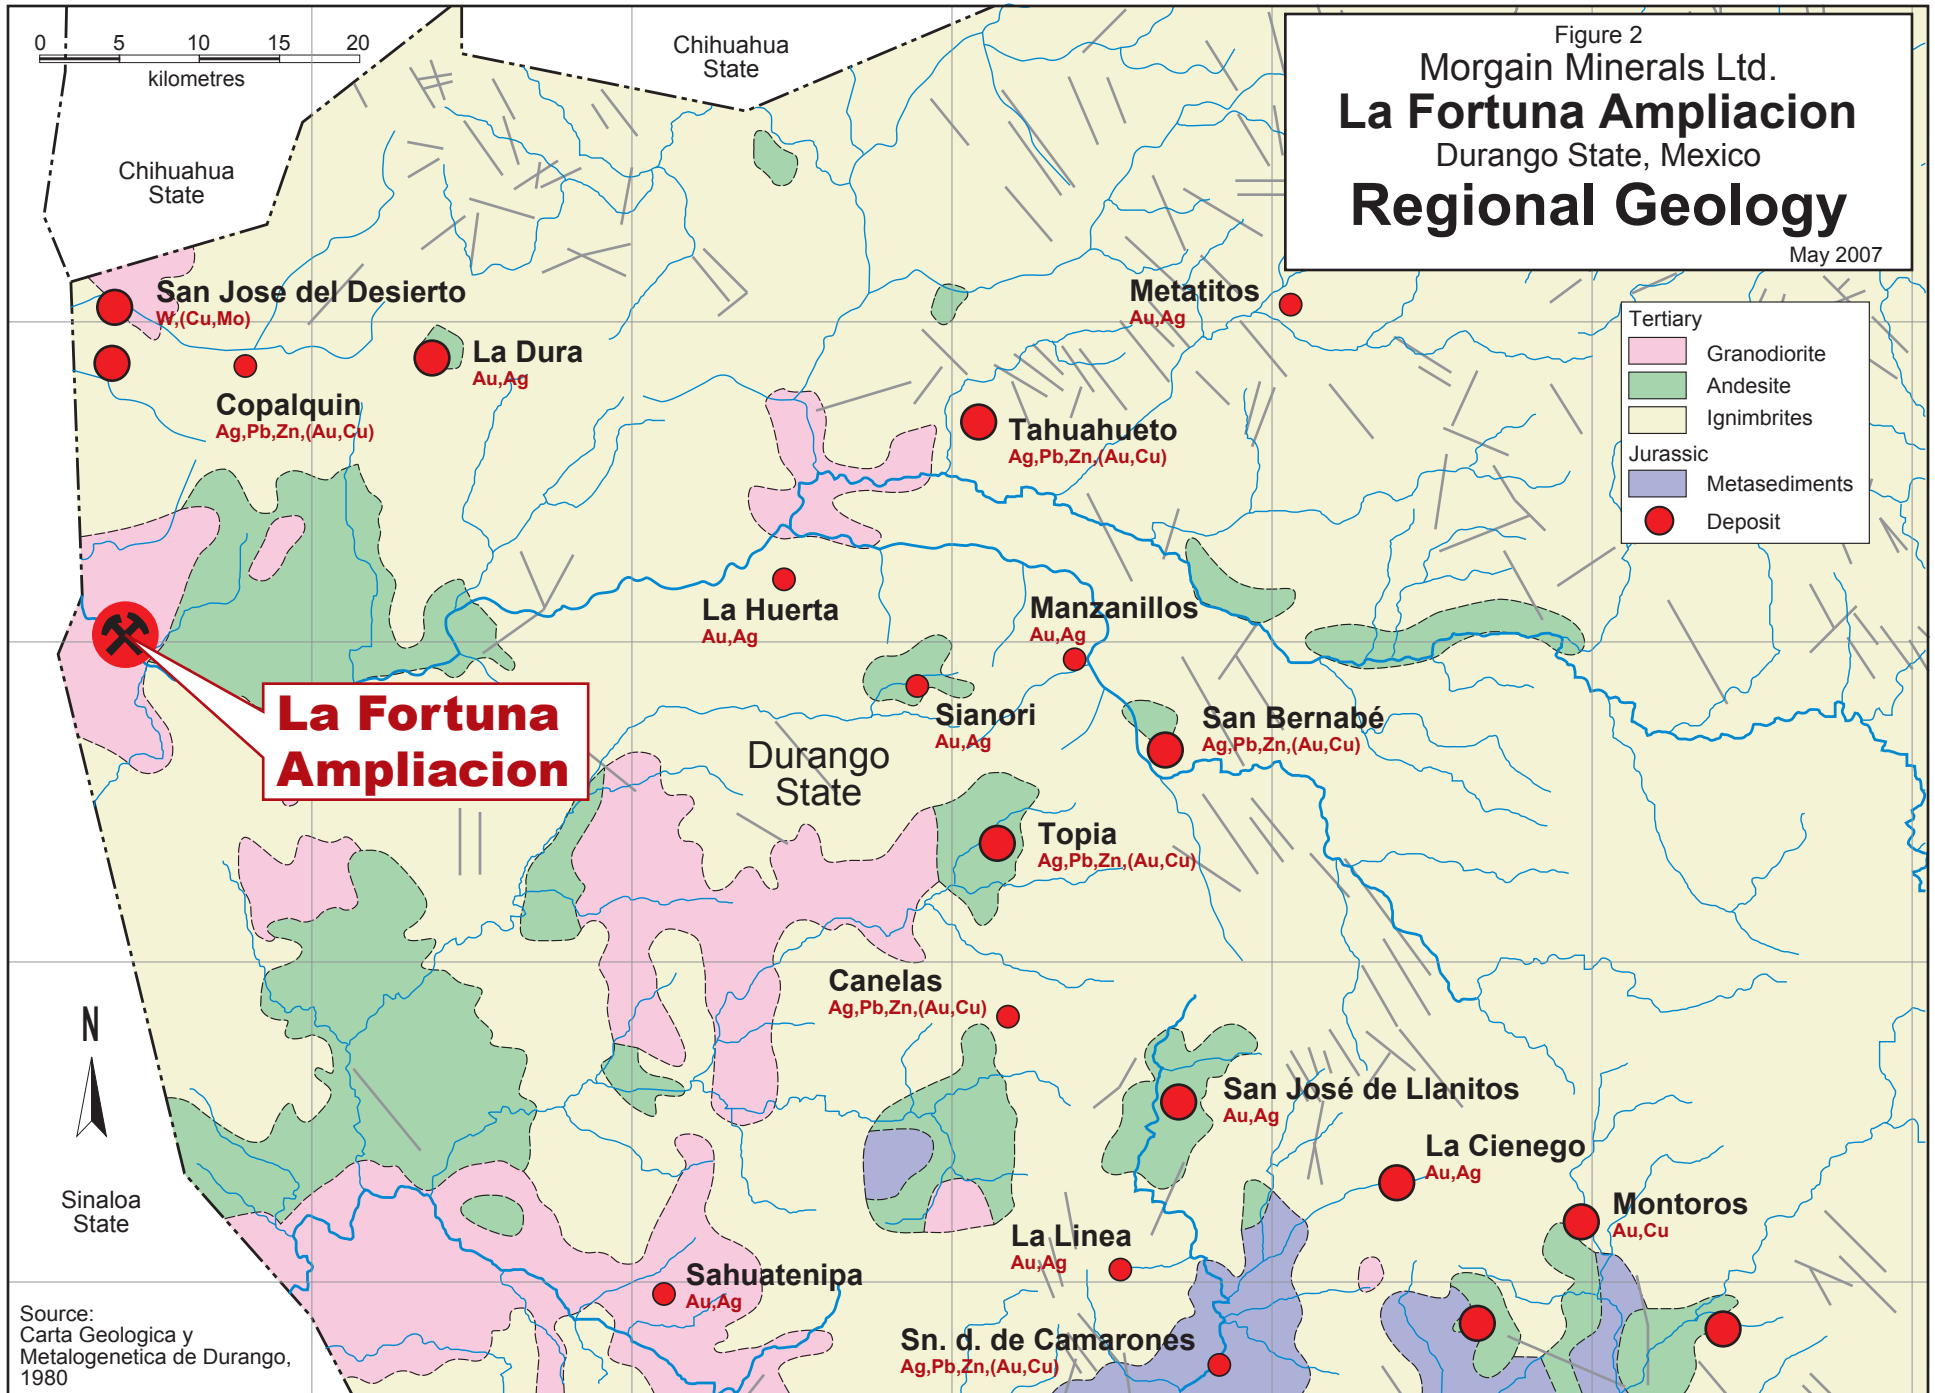 0 5 10 15 20
kilometres
Chihuahua
State
Chihuahua
State
Figure 2
Morgain Minerals Ltd.
La Fortuna Ampliacion
Durango State, Mexico
Regional Geology
May 2007
San Jose del Desierto
W,(Cu,Mo)
Metatitos
Au,Ag
Tertiary
Granodiorite
Andesite
Ignimbrites
Jurassic
Metasediments
Deposit
La Dura
Au,Ag
Copalquin
Ag,Pb,Zn,(Au,Cu)
Tahuahueto
Ag,Pb,Zn,(Au,Cu)
La Huerta
Au,Ag
Manzanillos
Au,Ag
La Fortuna
Ampliacion
Sianori
Au,Ag
San Bernabé
Ag,Pb,Zn,(Au,Cu)
Durango
State
Topia
Ag,Pb,Zn,(Au,Cu)
Canelas
Ag,Pb,Zn,(Au,Cu)
N
San José de Llanitos
Au,Ag
La Cienego
Au,Ag
Sinaloa
State
Montoros
Au,Cu
La Linea
Au,Ag
Sahuatenipa
Au,Ag
Sn. d. de Camarones
Ag,Pb,Zn,(Au,Cu)
Source:
Carta Geologica y
Metalogenetica de Durango,
1980